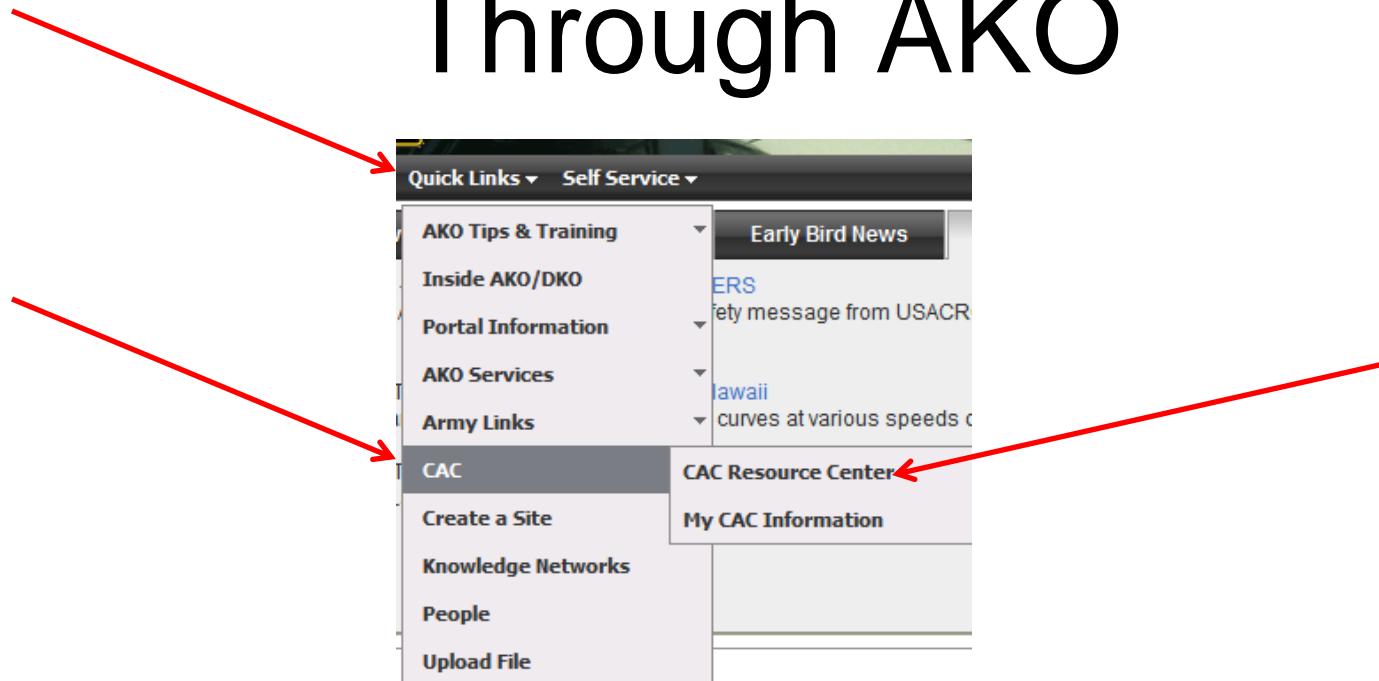 Through AKO
Quick Links Self Service
AKO Tips & Training
Early Bird News
Inside AKO/DKO
ERS
Portal Information
fety message from USACR
AKO Services
awaii
Army Links
curves at various speeds
CAC
CAC Resource Center
Create a Site
My CAC Information
Knowledge Networks
People
Upload File